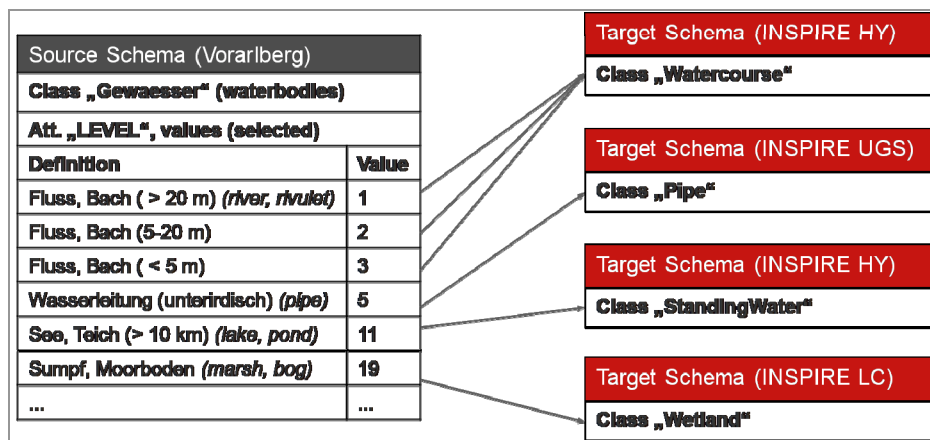 Source Schema (Vorarlberg)
Class „Gewaesser“ (waterbodies)
Att. „LEVEL“, values (selected)
Definition Value
Fluss, Bach ( > 20 m) (river, rivulet) 1
Fluss, Bach (5-20 m) 2
Fluss, Bach ( < 5 m) 3
Wasserleitung (unterirdisch) (pipe) 5
See, Teich (> 10 km) (lake, pond) 11
Sumpf, Moorboden (marsh, bog) 19
... ...
Target Schema (INSPIRE HY)
Class „Watercourse“
Target Schema (INSPIRE UGS)
Class „Pipe“
Target Schema (INSPIRE HY)
Class „StandingWater“
Target Schema (INSPIRE LC)
Class „Wetland“